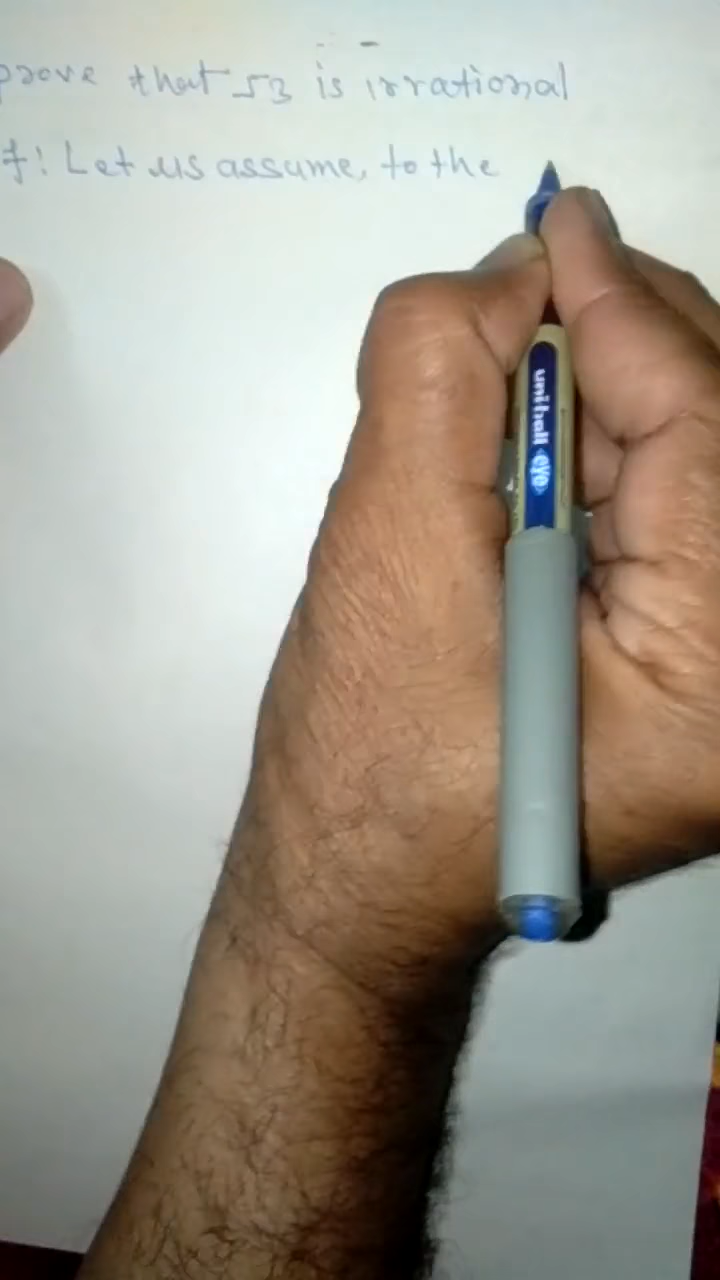 prove that √3 is irrational
f: Let us assume, to the
uniball eye